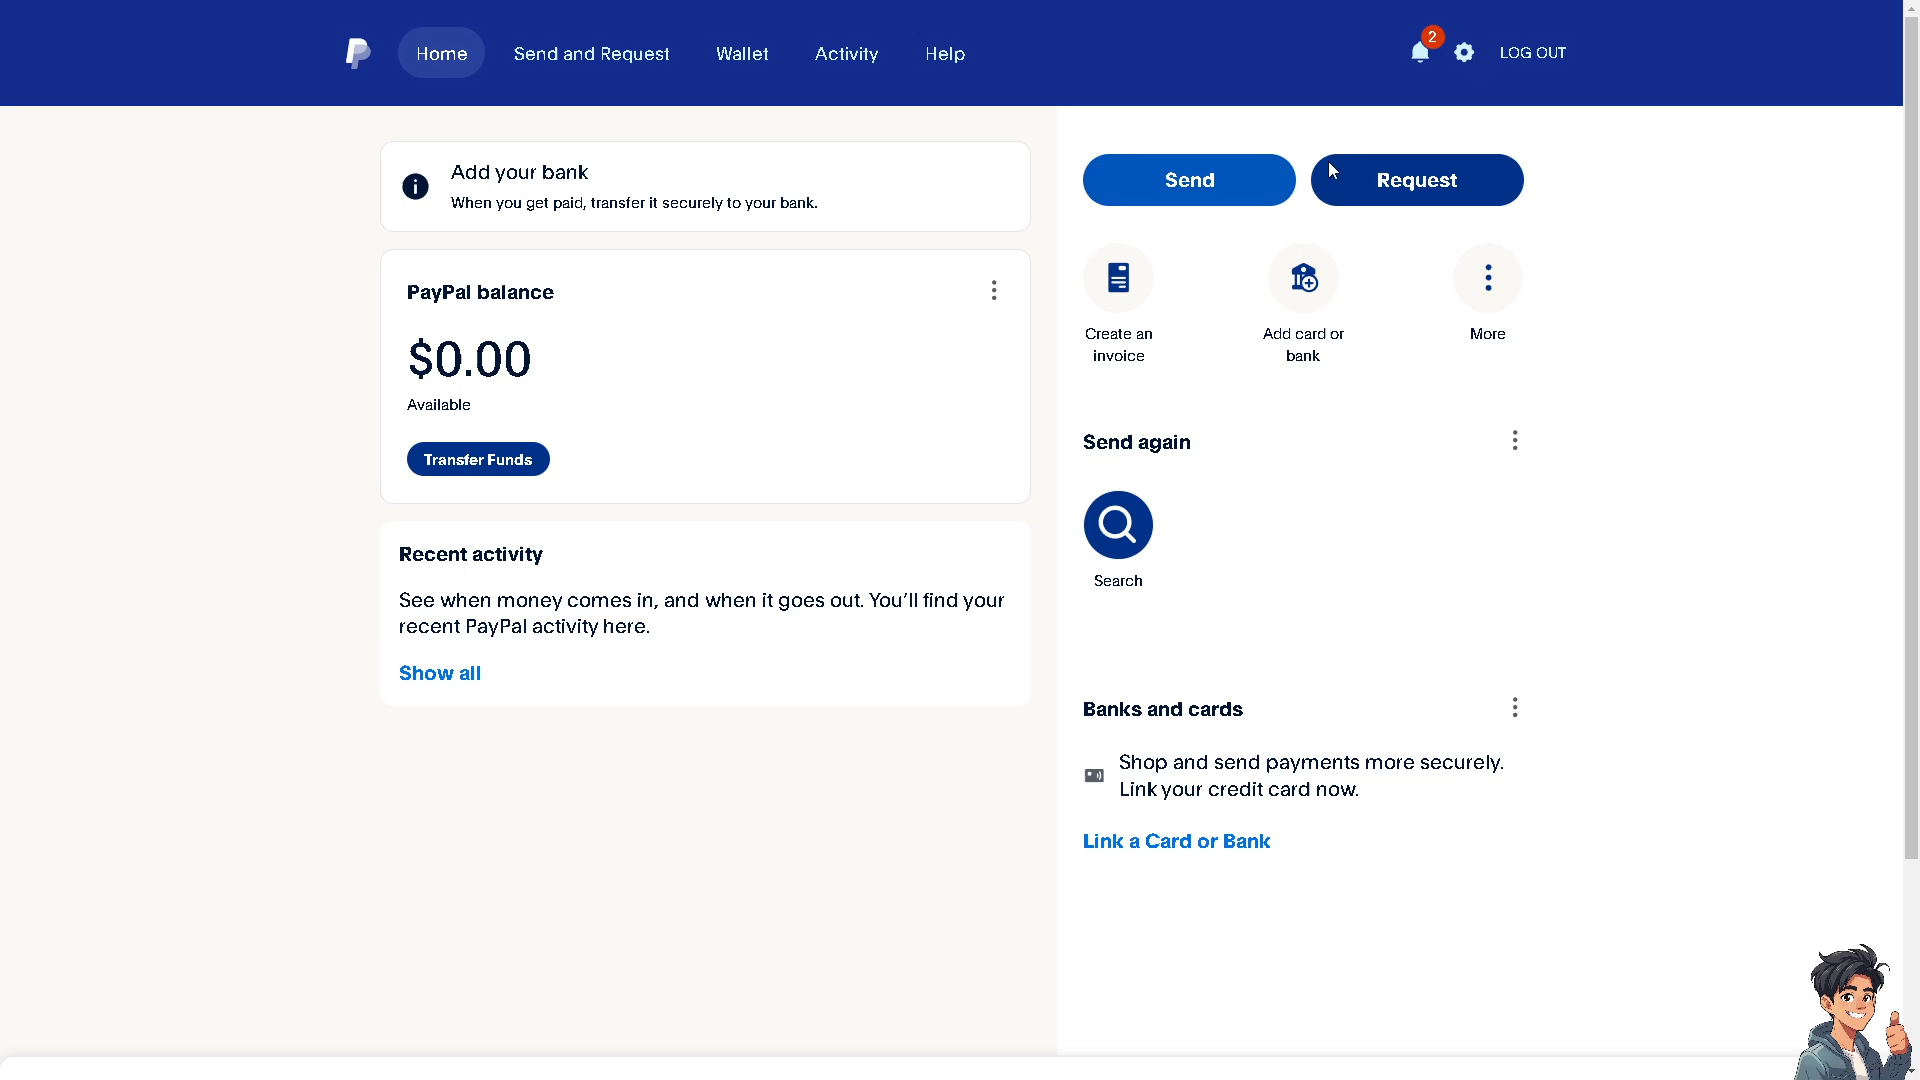 Home
Send and Request
Wallet
Activity
Help
2
LOG OUT
Add your bank
When you get paid, transfer it securely to your bank.
PayPal balance
$0.00
Available
Transfer Funds
Recent activity
See when money comes in, and when it goes out. You'll find your
recent PayPal activity here.
Show all
Send
Request
Create an
invoice
Add card or
bank
More
Send again
Search
Banks and cards
Shop and send payments more securely.
Link your credit card now.
Link a Card or Bank